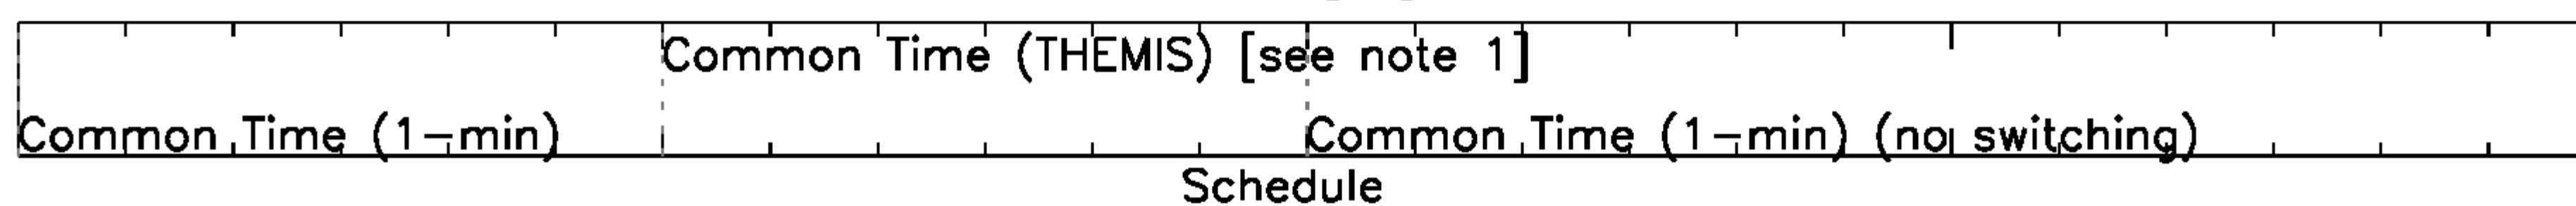 Common Time (THEMIS) [see note 1]
Common Time (1-min)
Common Time (1-min) (no switching)
Schedule